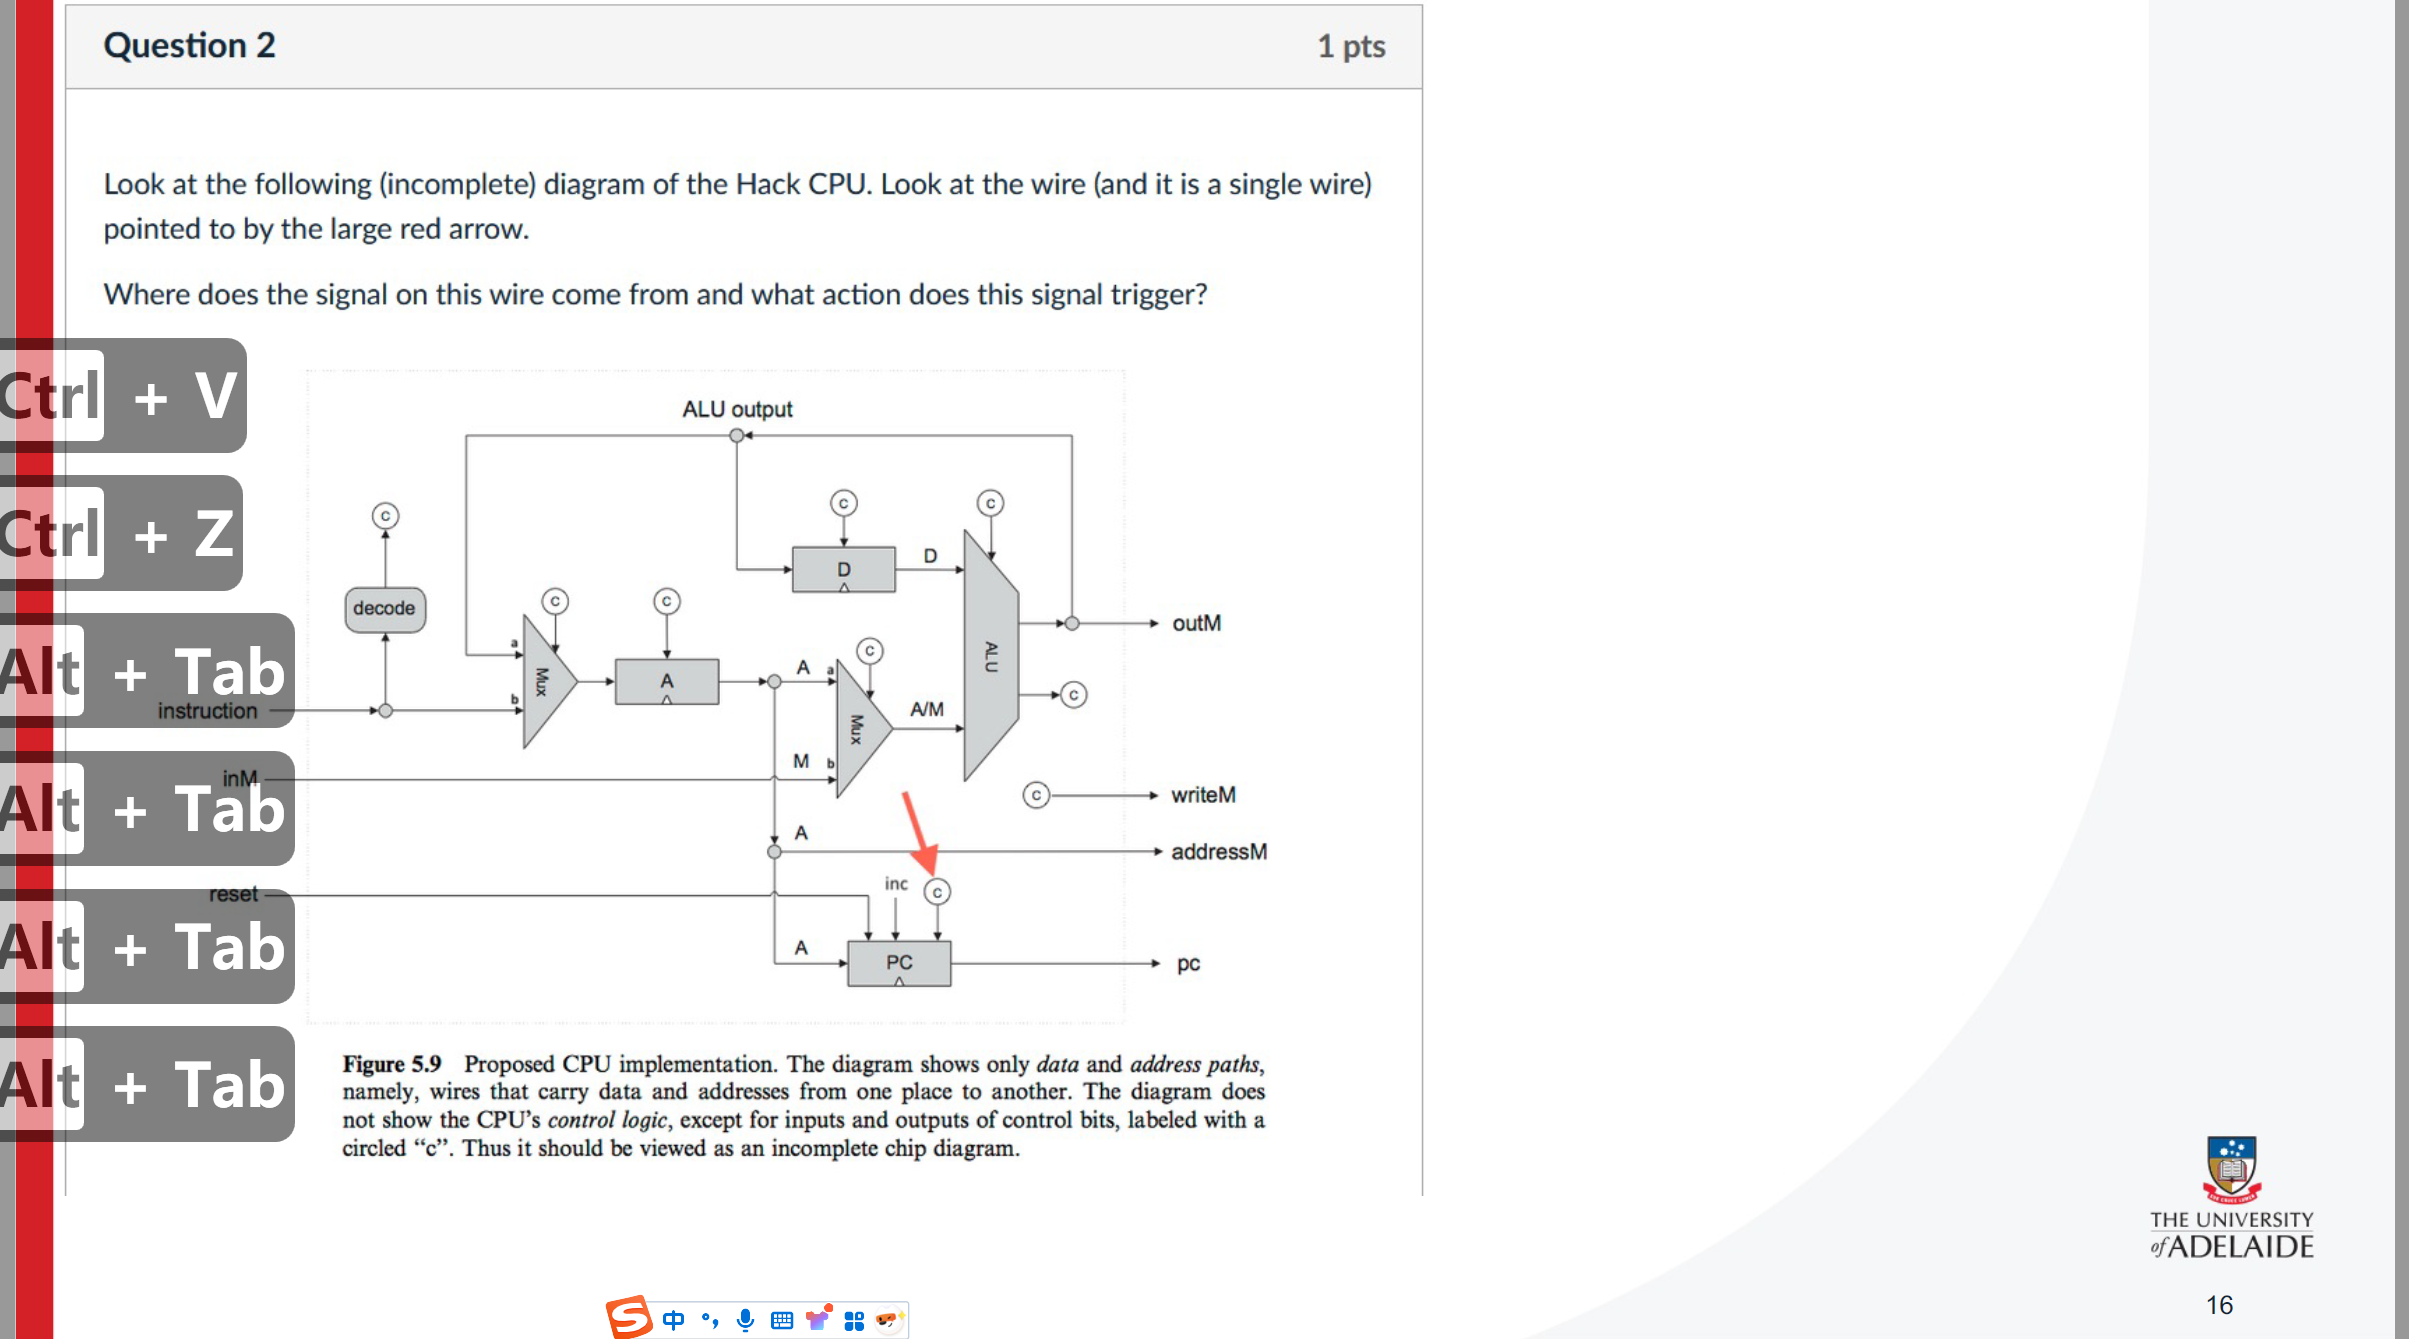 Question 2
1 pts
Look at the following (incomplete) diagram of the Hack CPU. Look at the wire (and it is a single wire)
pointed to by the large red arrow.
Where does the signal on this wire come from and what action does this signal trigger?
Ctrl + V
Ctrl + Z
Alt + Tab
Alt + Tab
Alt + Tab
Alt + Tab
ALU output
c
c
c
D
D
decode
c
c
outM
a
Mux
A
A
a
c
ALU
b
instruction
A/M
Mux
c
M
b
inM
c
writeM
A
addressM
inc
c
reset
A
PC
pc
Figure 5.9 Proposed CPU implementation. The diagram shows only data and address paths,
namely, wires that carry data and addresses from one place to another. The diagram does
not show the CPU's control logic, except for inputs and outputs of control bits, labeled with a
circled "c". Thus it should be viewed as an incomplete chip diagram.
THE UNIVERSITY
of ADELAIDE
16
S 中